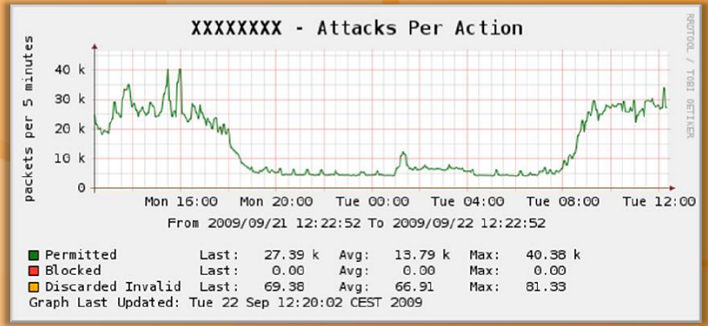 XXXXXXXX - Attacks Per Action
RRDTOOL / TOBI OETIKER
packets per 5 minutes
40 k
30 k
20 k
10 k
0
Mon 16:00 Mon 20:00 Tue 00:00 Tue 04:00 Tue 08:00 Tue 12:00
From 2009/09/21 12:22:52 To 2009/09/22 12:22:52
Permitted Last: 27.39 k Avg: 13.79 k Max: 40.38 k
Blocked Last: 0.00 Avg: 0.00 Max: 0.00
Discarded Invalid Last: 69.38 Avg: 66.91 Max: 81.33
Graph Last Updated: Tue 22 Sep 12:20:02 CEST 2009